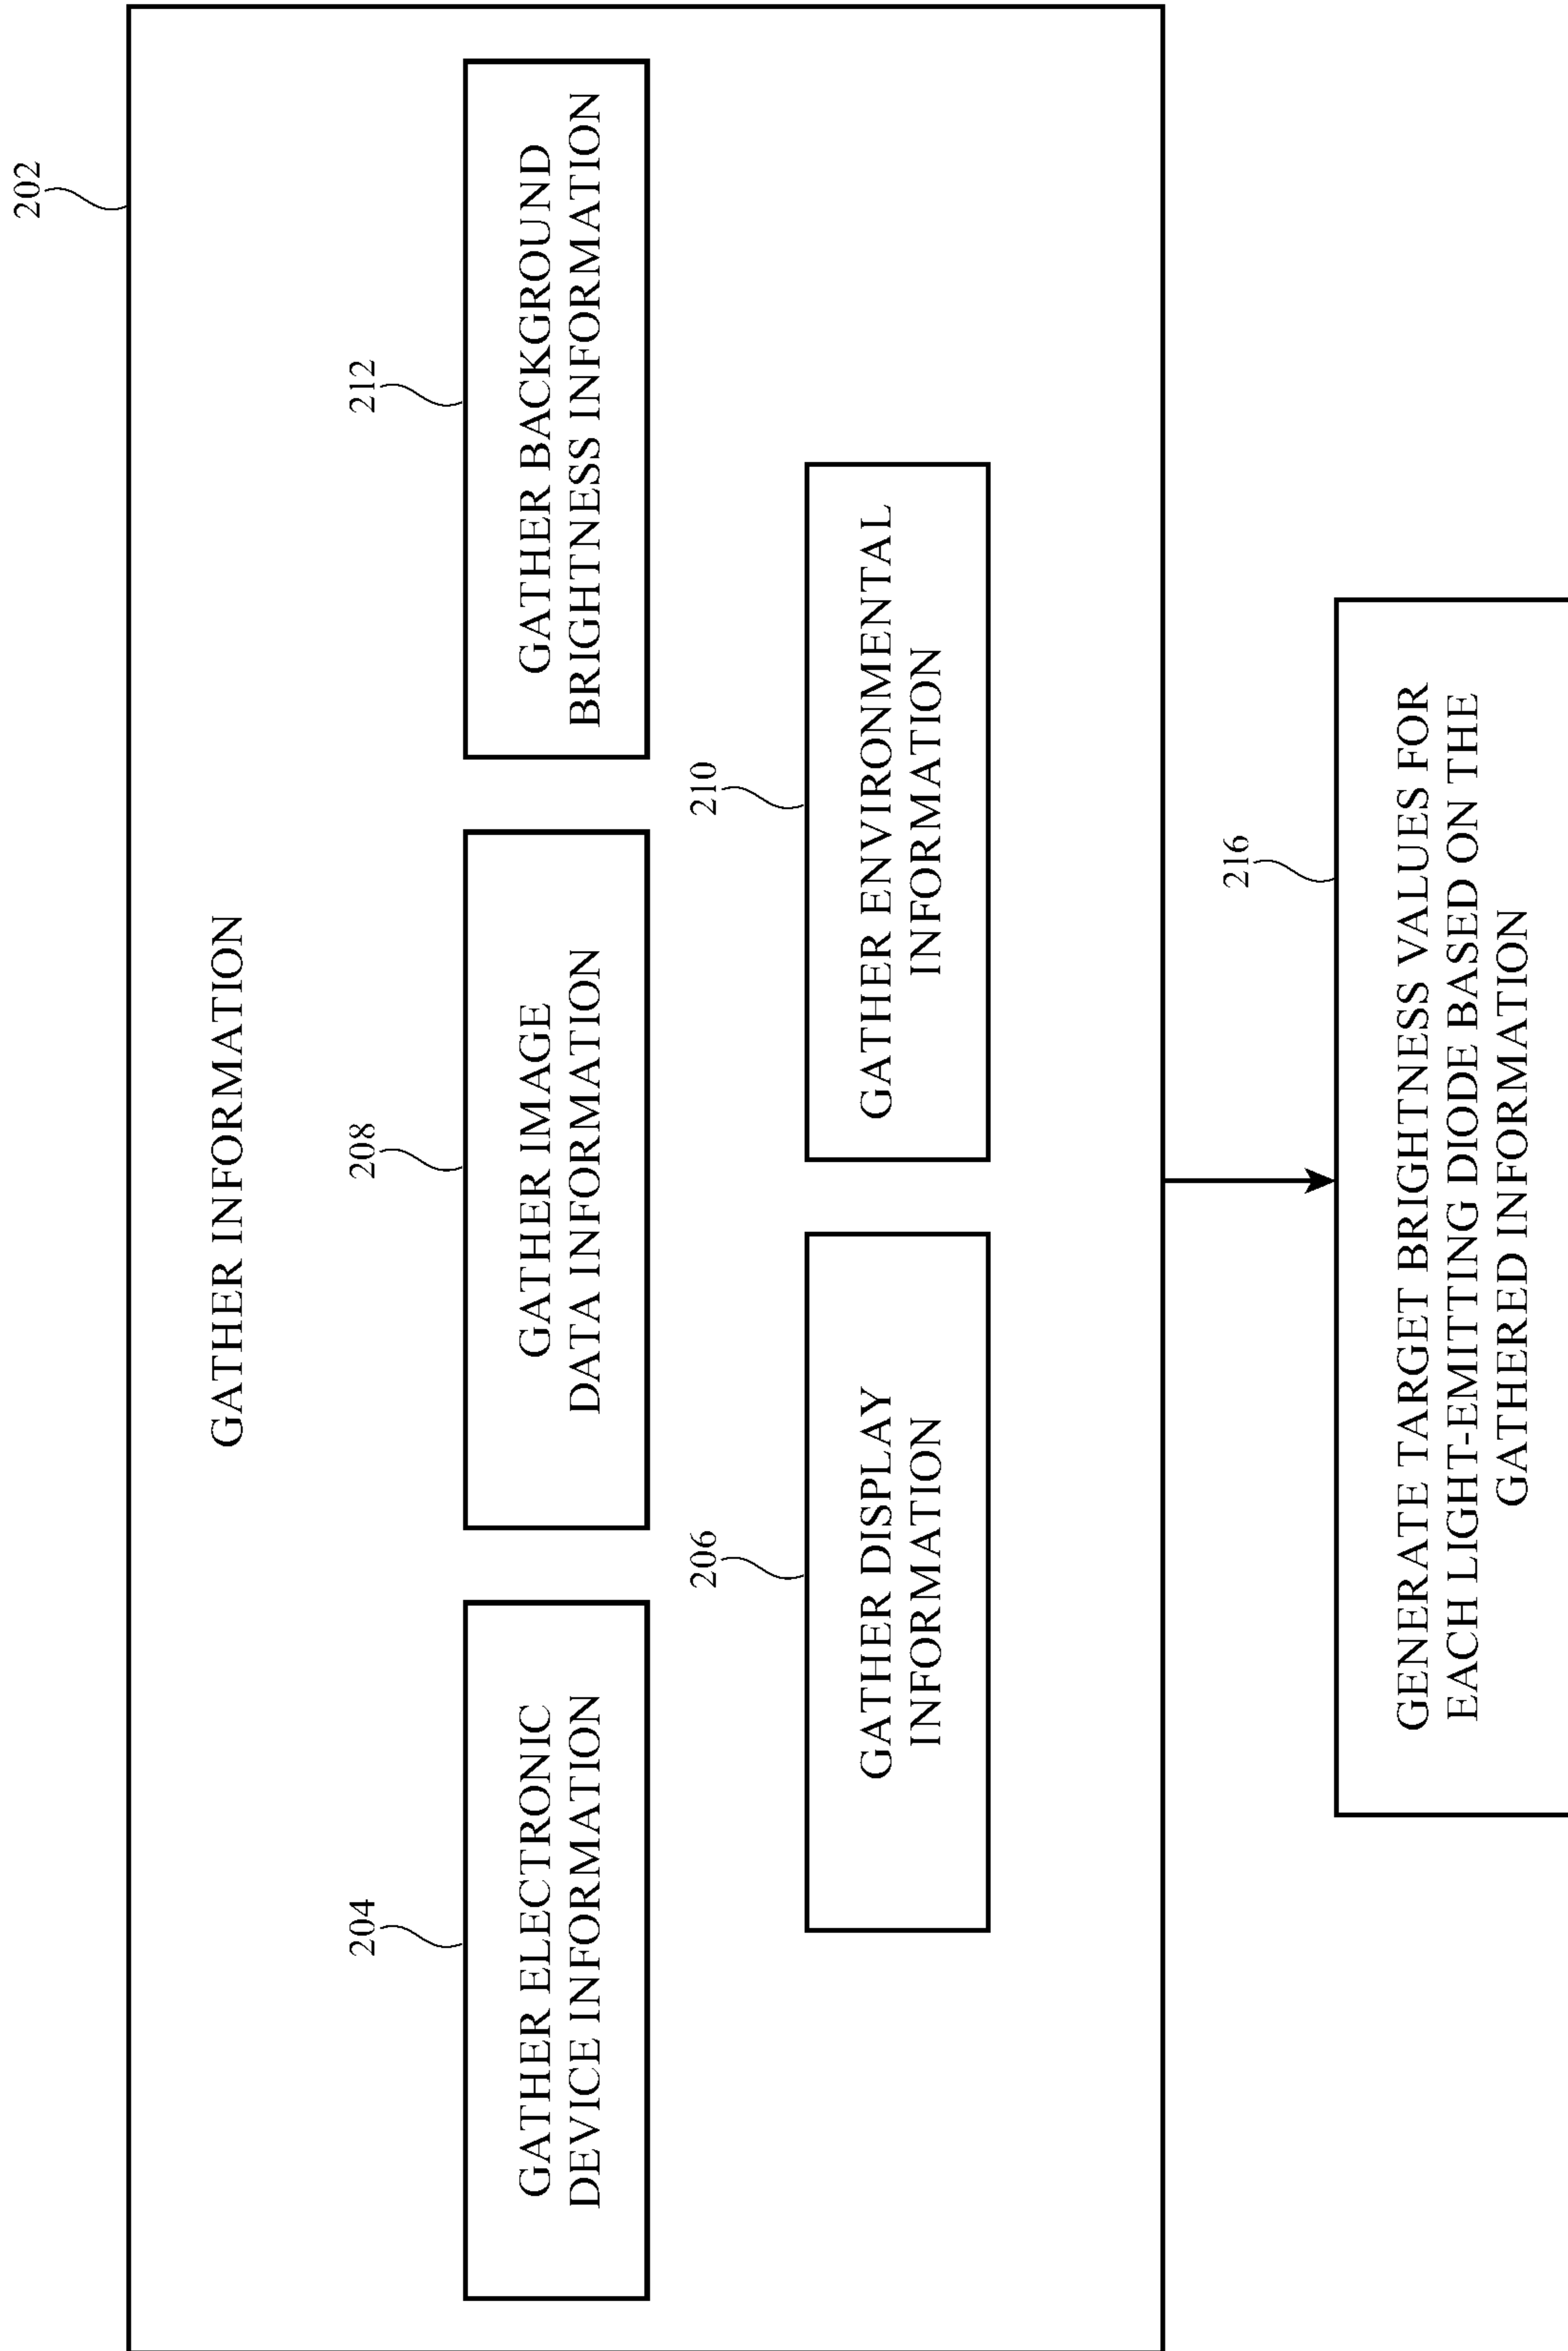 202
GATHER INFORMATION
204
GATHER ELECTRONIC
DEVICE INFORMATION
208
GATHER IMAGE
DATA INFORMATION
212
GATHER BACKGROUND
BRIGHTNESS INFORMATION
206
GATHER DISPLAY
INFORMATION
210
GATHER ENVIRONMENTAL
INFORMATION
216
GENERATE TARGET BRIGHTNESS VALUES FOR
EACH LIGHT-EMITTING DIODE BASED ON THE
GATHERED INFORMATION